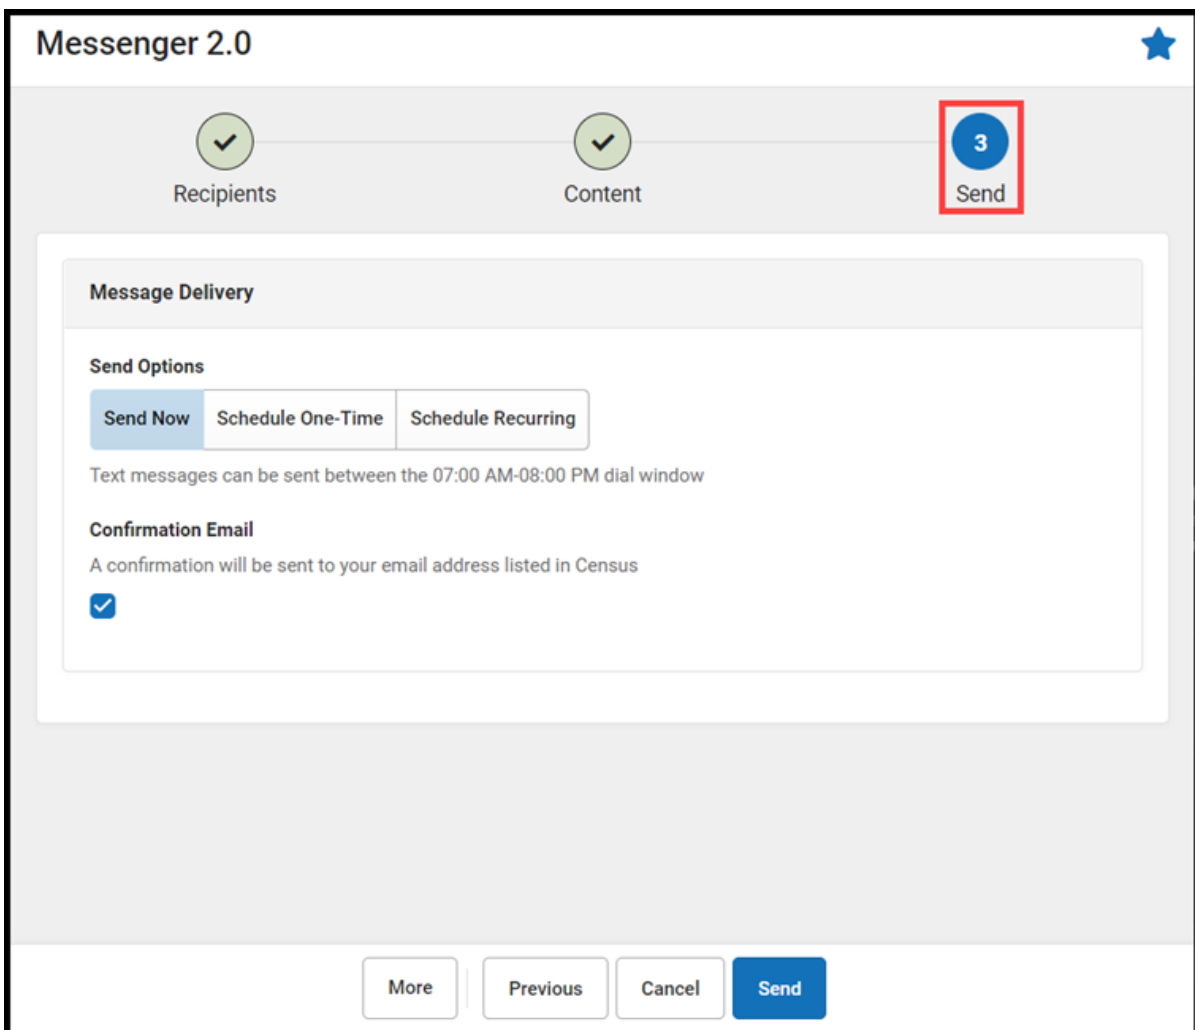 Messenger 2.0
3
Recipients
Content
Send
Message Delivery
Send Options
Send Now
Schedule One-Time
Schedule Recurring
Text messages can be sent between the 07:00 AM-08:00 PM dial window
Confirmation Email
A confirmation will be sent to your email address listed in Census
More
Previous
Cancel
Send